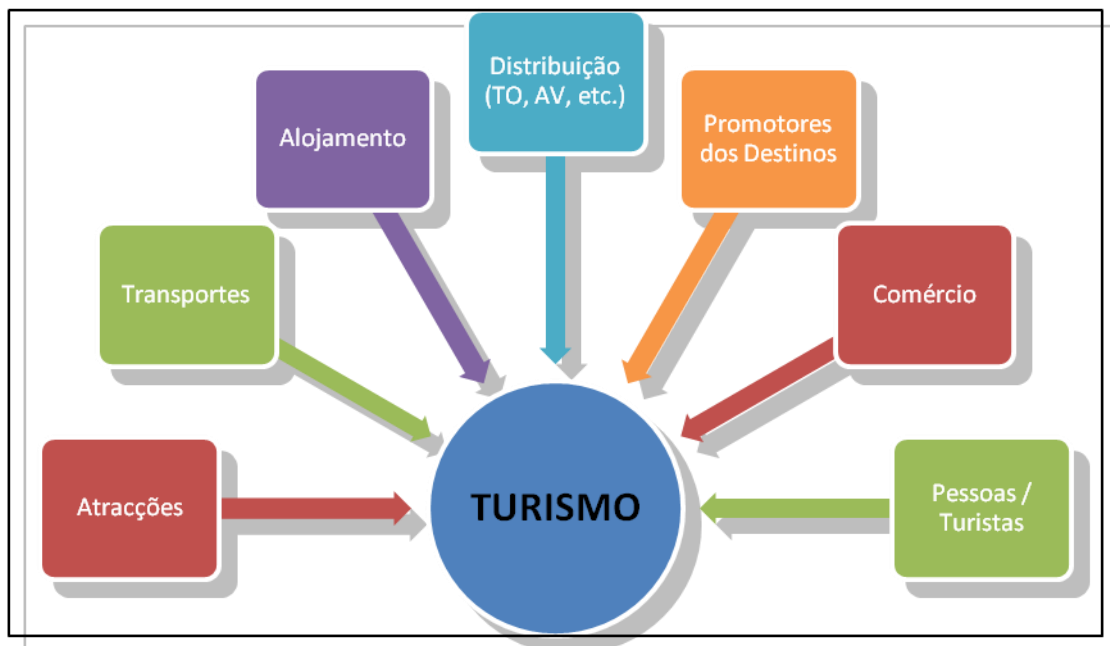 Distribuição
(TO, AV, etc.)
Alojamento
Promotores
dos Destinos
Transportes
Comércio
Atracções
TURISMO
Pessoas /
Turistas